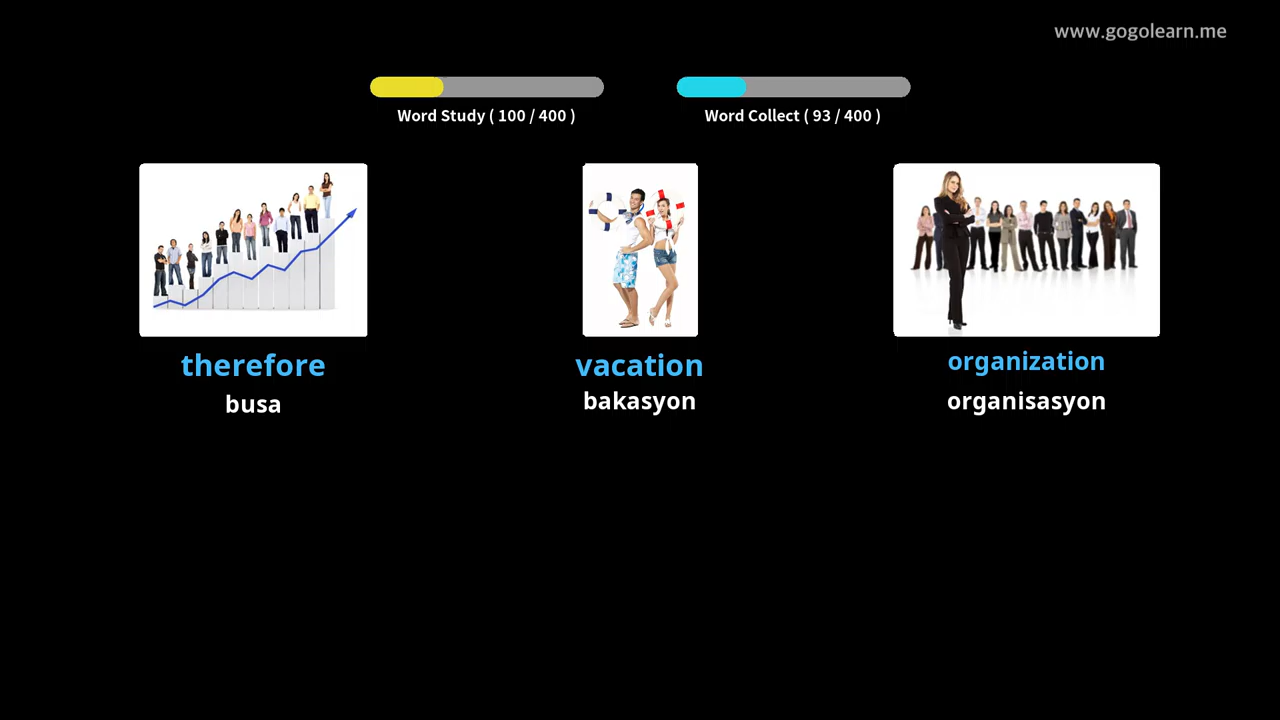 www.gogolearn.me
Word Study ( 100 / 400 )
Word Collect ( 93 / 400 )
therefore
busa
vacation
bakasyon
organization
organisasyon